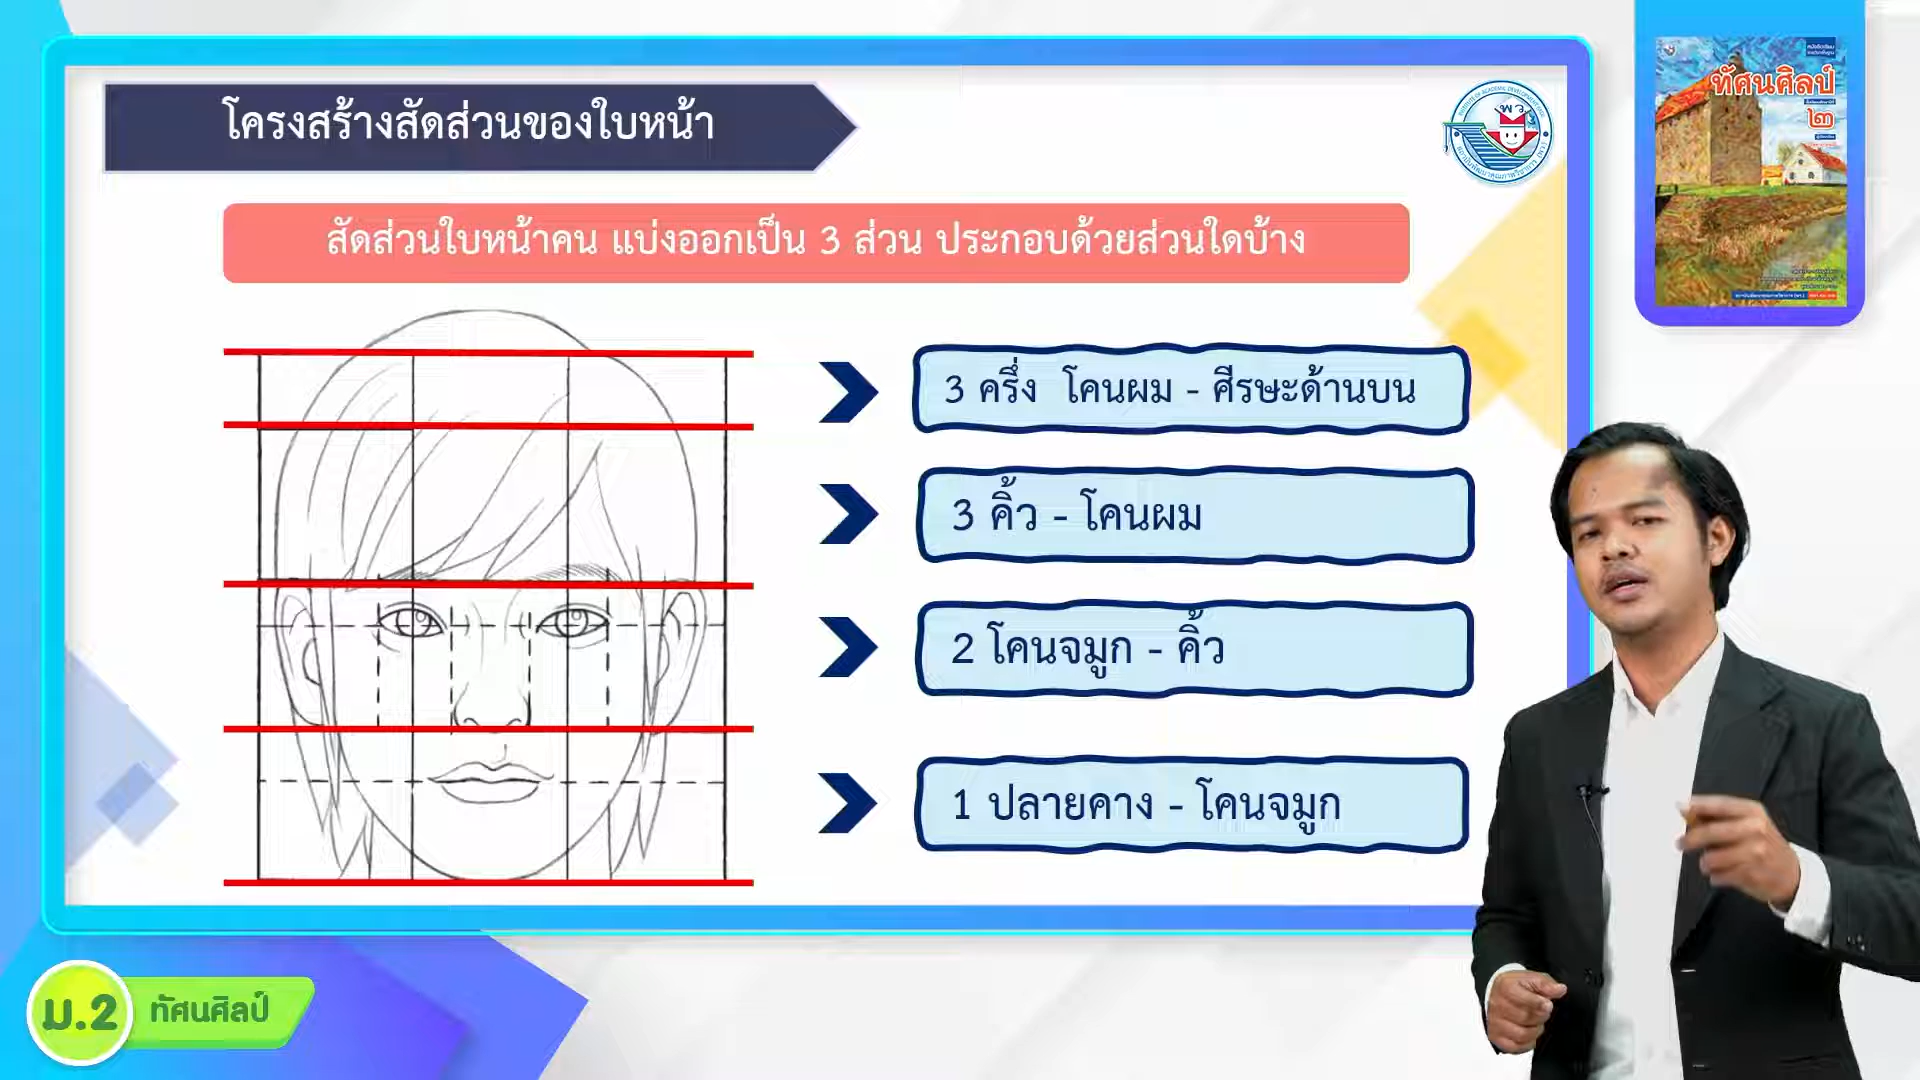 โครงสร้างสัดส่วนของใบหน้า
สัดส่วนใบหน้าคน แบ่งออกเป็น 3 ส่วน ประกอบด้วยส่วนใดบ้าง
3 ครึ่ง โคนผม - ศีรษะด้านบน
3 คิ้ว - โคนผม
2 โคนจมูก - คิ้ว
1 ปลายคาง - โคนจมูก
พว
ทัศนศิลป์
๒
ม.2 ทัศนศิลป์